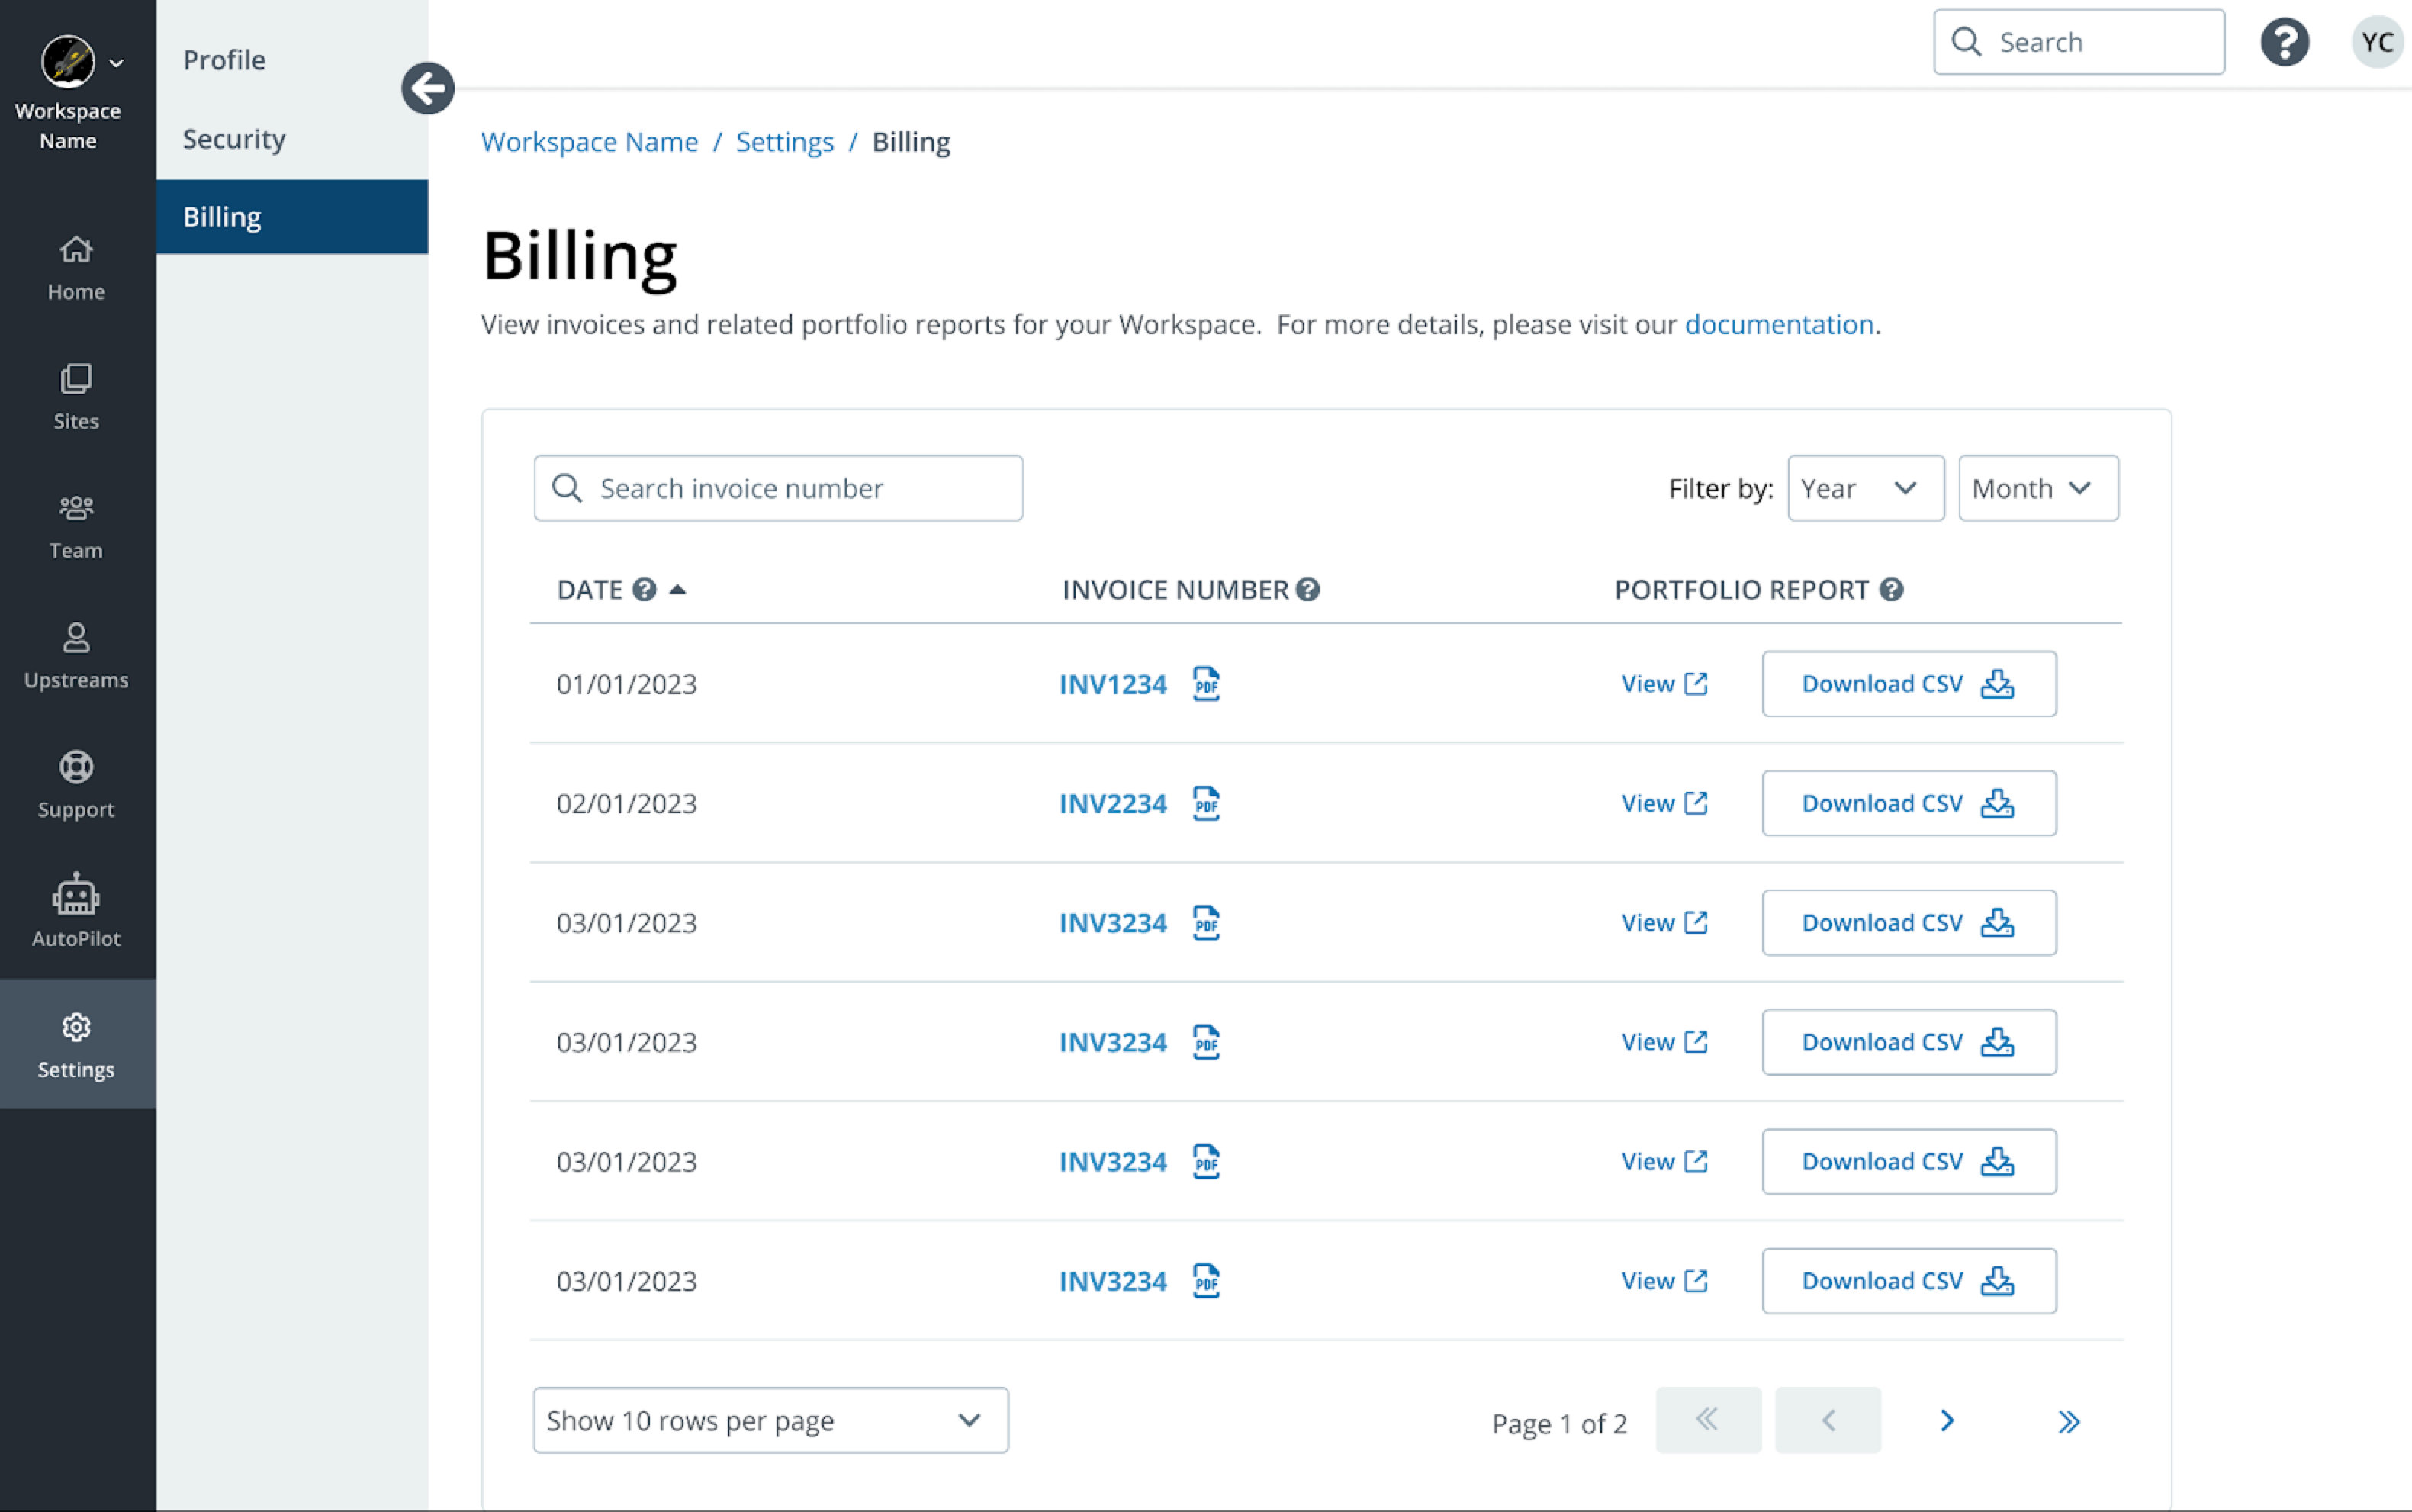 Workspace
Name
Home
Sites
Team
Upstreams
Support
AutoPilot
Settings
Profile
Security
Billing
Search
?
YC
Workspace Name / Settings / Billing
Billing
View invoices and related portfolio reports for your Workspace. For more details, please visit our documentation.
Search invoice number
Filter by: Year Month
DATE ? INVOICE NUMBER ? PORTFOLIO REPORT ?
01/01/2023 INV1234 PDF View Download CSV
02/01/2023 INV2234 PDF View Download CSV
03/01/2023 INV3234 PDF View Download CSV
03/01/2023 INV3234 PDF View Download CSV
03/01/2023 INV3234 PDF View Download CSV
03/01/2023 INV3234 PDF View Download CSV
Show 10 rows per page Page 1 of 2